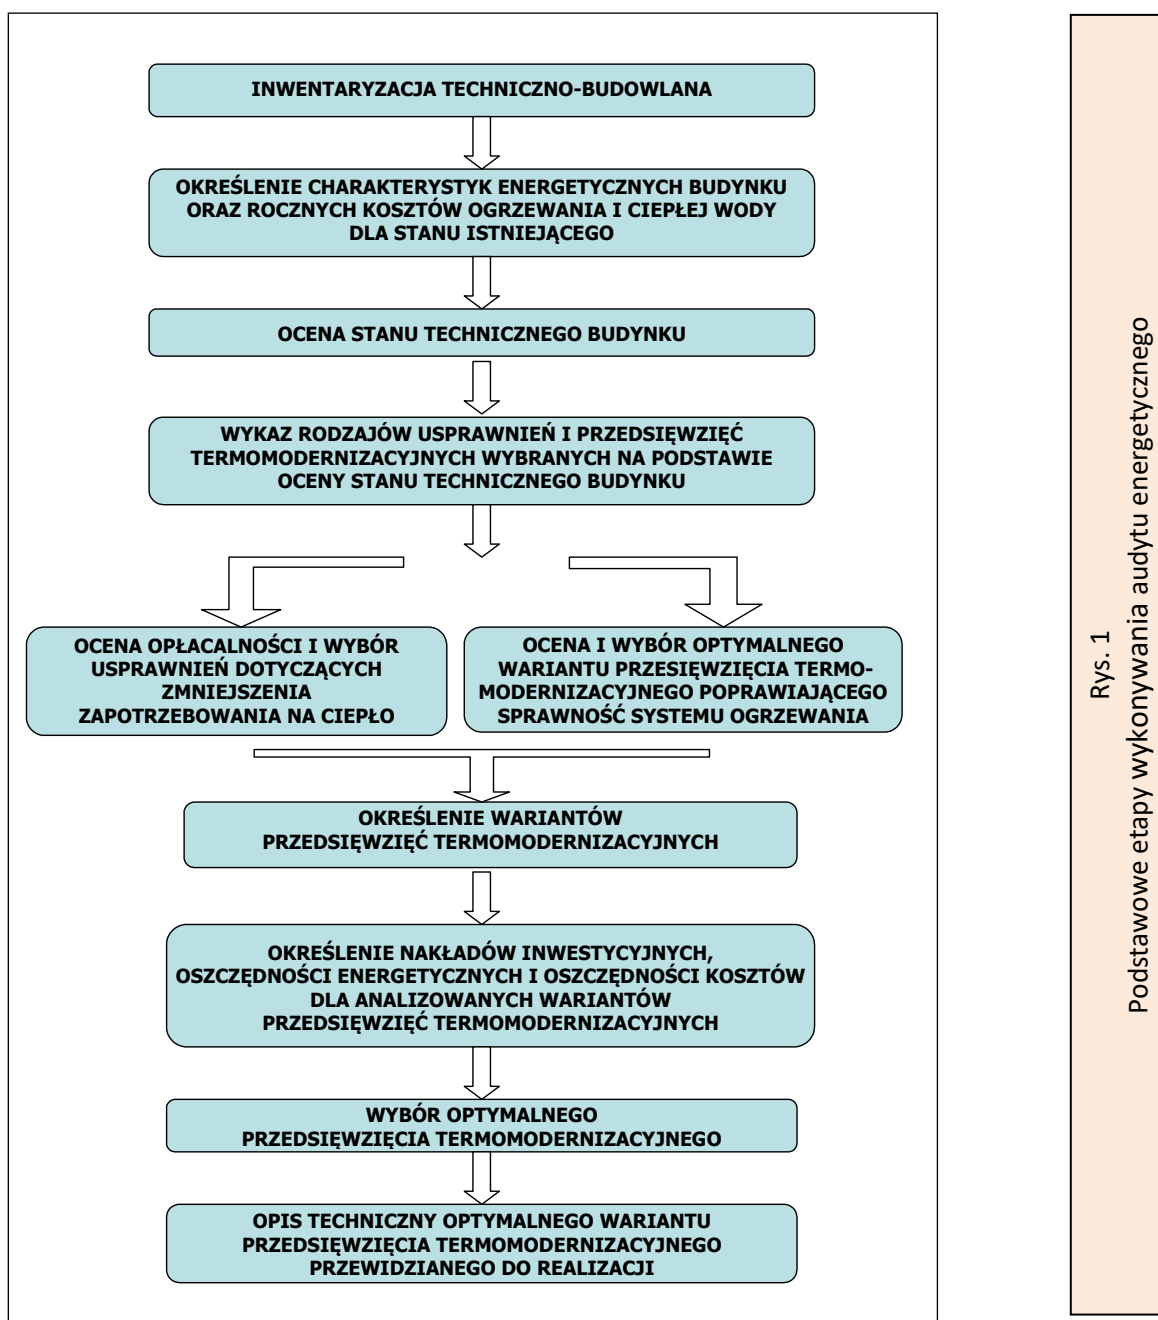 INWENTARYZACJA TECHNICZNO-BUDOWLANA
OKREŚLENIE CHARAKTERYSTYK ENERGETYCZNYCH BUDYNKU
ORAZ ROCZNYCH KOSZTÓW OGRZEWANIA I CIEPŁEJ WODY
DLA STANU ISTNIEJĄCEGO
OCENA STANU TECHNICZNEGO BUDYNKU
WYKAZ RODZAJÓW USPRAWNIEŃ I PRZEDSIĘWZIĘĆ
TERMOMODERNIZACYJNYCH WYBRANYCH NA PODSTAWIE
OCENY STANU TECHNICZNEGO BUDYNKU
OCENA OPŁACALNOŚCI I WYBÓR
USPRAWNIEŃ DOTYCZĄCYCH
ZMNIEJSZENIA
ZAPOTRZEBOWANIA NA CIEPŁO
OCENA I WYBÓR OPTYMALNEGO
WARIANTU PRZESIĘWZIĘCIA TERMO-
MODERNIZACYJNEGO POPRAWIAJĄCEGO
SPRAWNOŚĆ SYSTEMU OGRZEWANIA
OKREŚLENIE WARIANTÓW
PRZEDSIĘWZIĘĆ TERMOMODERNIZACYJNYCH
OKREŚLENIE NAKŁADÓW INWESTYCYJNYCH,
OSZCZĘDNOŚCI ENERGETYCZNYCH I OSZCZĘDNOŚCI KOSZTÓW
DLA ANALIZOWANYCH WARIANTÓW
PRZEDSIĘWZIĘĆ TERMOMODERNIZACYJNYCH
WYBÓR OPTYMALNEGO
PRZEDSIĘWZIĘCIA TERMOMODERNIZACYJNEGO
OPIS TECHNICZNY OPTYMALNEGO WARIANTU
PRZEDSIĘWZIĘCIA TERMOMODERNIZACYJNEGO
PRZEWIDZIANEGO DO REALIZACJI
Rys. 1
Podstawowe etapy wykonywania audytu energetycznego